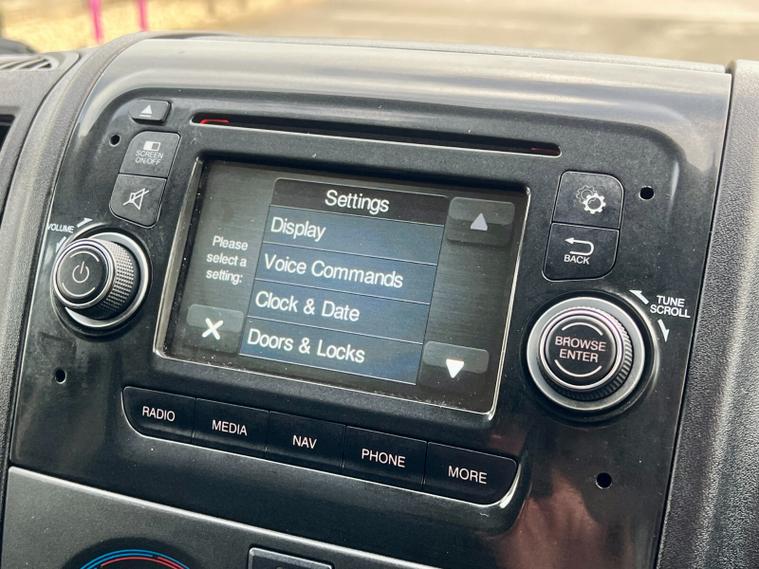 SCREEN
ON/OFF
VOLUME
Settings
Please
select a
setting:
Display
Voice Commands
Clock & Date
Doors & Locks
BACK
TUNE
SCROLL
BROWSE
ENTER
RADIO
MEDIA
NAV
PHONE
MORE